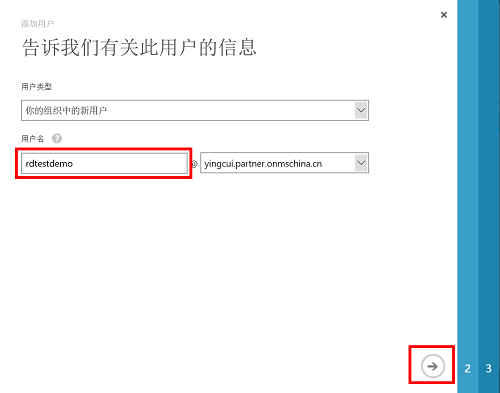 添加用户
告诉我们有关此用户的信息
用户类型
你的组织中的新用户
用户名 ?
rdtestdemo @ yingcui.partner.onmschina.cn
2 3